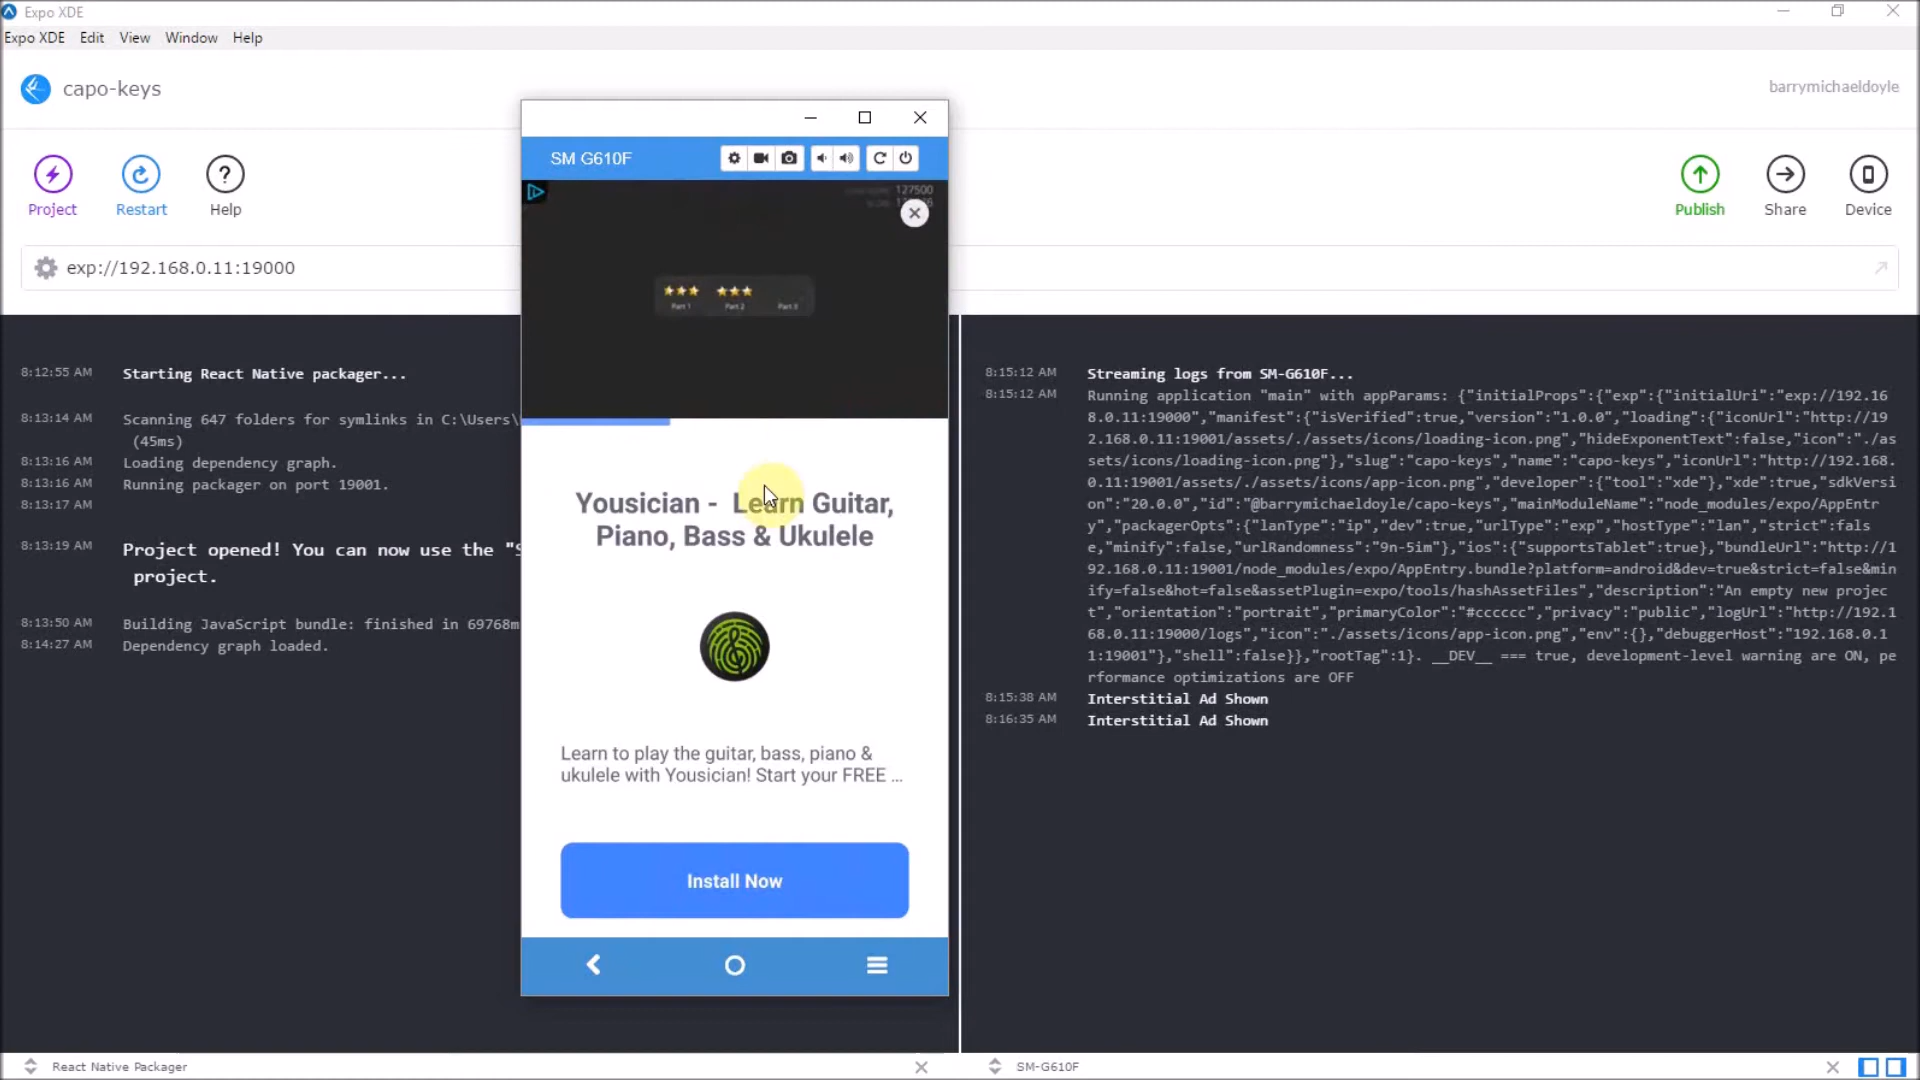 Expo XDE
Expo XDE Edit View Window Help
capo-keys
barrymichaeldoyle
Project
Restart
Help
Publish
Share
Device
exp://192.168.0.11:19000
8:12:55 AM Starting React Native packager...
8:13:14 AM Scanning 647 folders for symlinks in C:\Users\
(45ms)
8:13:16 AM Loading dependency graph.
8:13:16 AM Running packager on port 19001.
8:13:17 AM
8:13:19 AM Project opened! You can now use the "S
project.
8:13:50 AM Building JavaScript bundle: finished in 69768m
8:14:27 AM Dependency graph loaded.
SM G610F
127500
Part 1 Part 2 Part 3
Yousician - Learn Guitar,
Piano, Bass & Ukulele
Learn to play the guitar, bass, piano &
ukulele with Yousician! Start your FREE ...
Install Now
8:15:12 AM Streaming logs from SM-G610F...
8:15:12 AM Running application "main" with appParams: {"initialProps":{"exp":{"initialUri":"exp://192.16
8.0.11:19000","manifest":{"isVerified":true,"version":"1.0.0","loading":{"iconUrl":"http://19
2.168.0.11:19001/assets/./assets/icons/loading-icon.png","hideExponentText":false,"icon":"./as
sets/icons/loading-icon.png"},"slug":"capo-keys","name":"capo-keys","iconUrl":"http://192.168.
0.11:19001/assets/./assets/icons/app-icon.png","developer":{"tool":"xde"},"xde":true,"sdkVersi
on":"20.0.0","id":"@barrymichaeldoyle/capo-keys","mainModuleName":"node_modules/expo/AppEntr
y","packagerOpts":{"lanType":"ip","dev":true,"urlType":"exp","hostType":"lan","strict":fals
e,"minify":false,"urlRandomness":"9n-5im"},"ios":{"supportsTablet":true},"bundleUrl":"http://1
92.168.0.11:19001/node_modules/expo/AppEntry.bundle?platform=android&dev=true&strict=false&min
ify=false&hot=false&assetPlugin=expo/tools/hashAssetFiles","description":"An empty new projec
t","orientation":"portrait","primaryColor":"#cccccc","privacy":"public","logUrl":"http://192.1
68.0.11:19000/logs","icon":"./assets/icons/app-icon.png","env":{},"debuggerHost":"192.168.0.1
1:19001"},"shell":false}},"rootTag":1}. __DEV__ === true, development-level warning are ON, pe
rformance optimizations are OFF
8:15:38 AM Interstitial Ad Shown
8:16:35 AM Interstitial Ad Shown
React Native Packager
SM-G610F